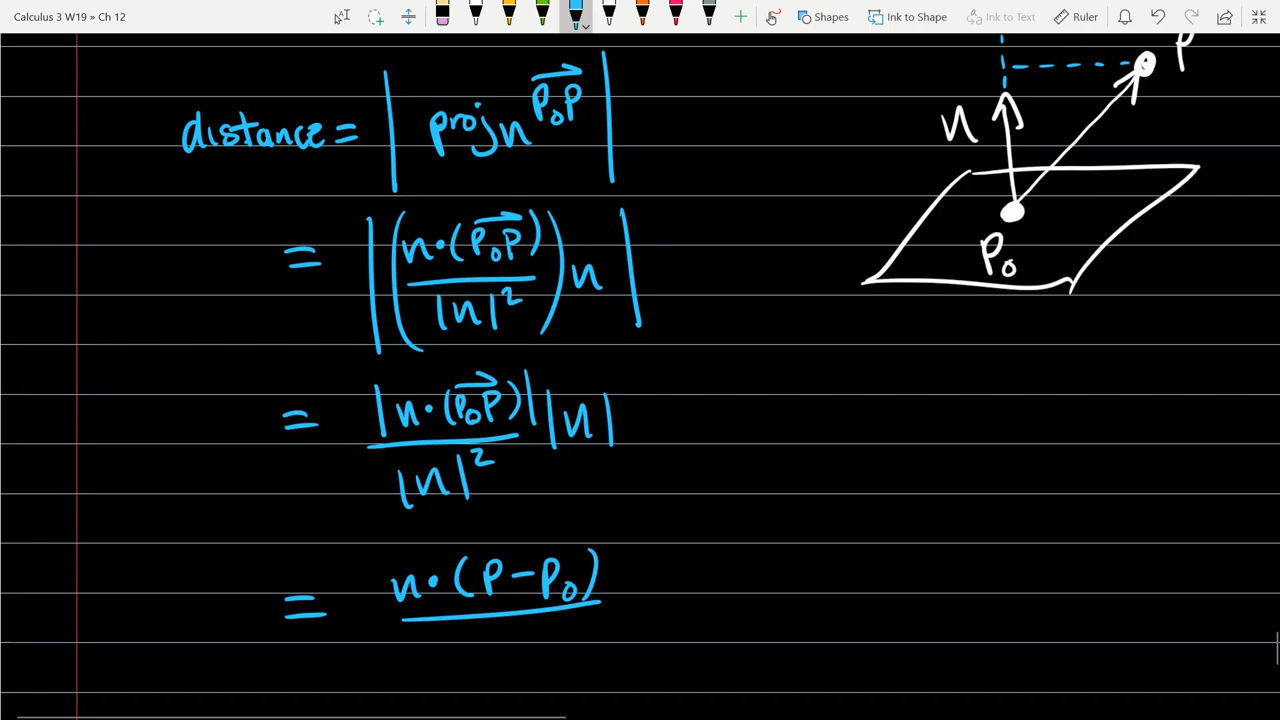 Calculus 3 W19 » Ch 12
Shapes
Ink to Shape
Ink to Text
Ruler
distance = | proj n P₀P⃗ |
= | ( n · (P₀P⃗) / |n|² ) n |
= |n · (P₀P⃗)| / |n|² |n|
= n · (P - P₀)
P
n
P₀